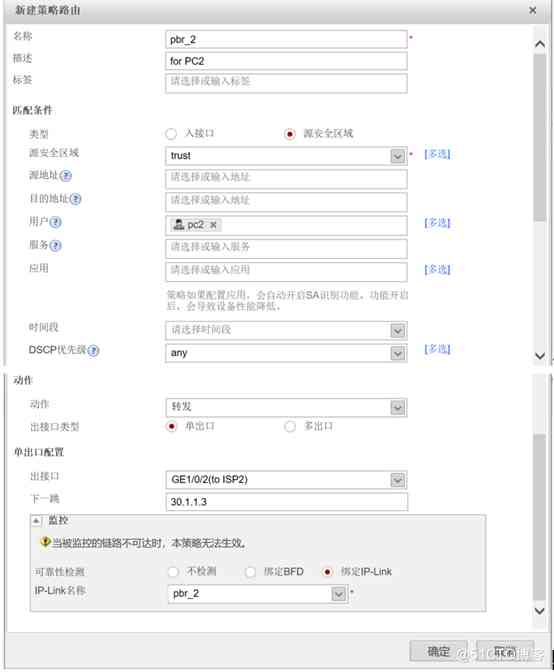 新建策略路由
名称 pbr_2 *
描述 for PC2
标签 请选择或输入标签
匹配条件
类型 入接口 源安全区域
源安全区域 trust * [多选]
源地址 请选择或输入地址
目的地址 请选择或输入地址
用户 pc2 [多选]
服务 请选择或输入服务
应用 请选择或输入应用 [多选]
策略如果配置应用，会自动开启SA识别功能。功能开启
后，会导致设备性能降低。
时间段 请选择时间段
DSCP优先级 any [多选]
动作
动作 转发
出接口类型 单出口 多出口
单出口配置
出接口 GE1/0/2(to ISP2)
下一跳 30.1.1.3
监控
当被监控的链路不可达时，本策略无法生效。
可靠性检测 不检测 绑定BFD 绑定IP-Link
IP-Link名称 pbr_2 *
确定 取消
@51CTO博客